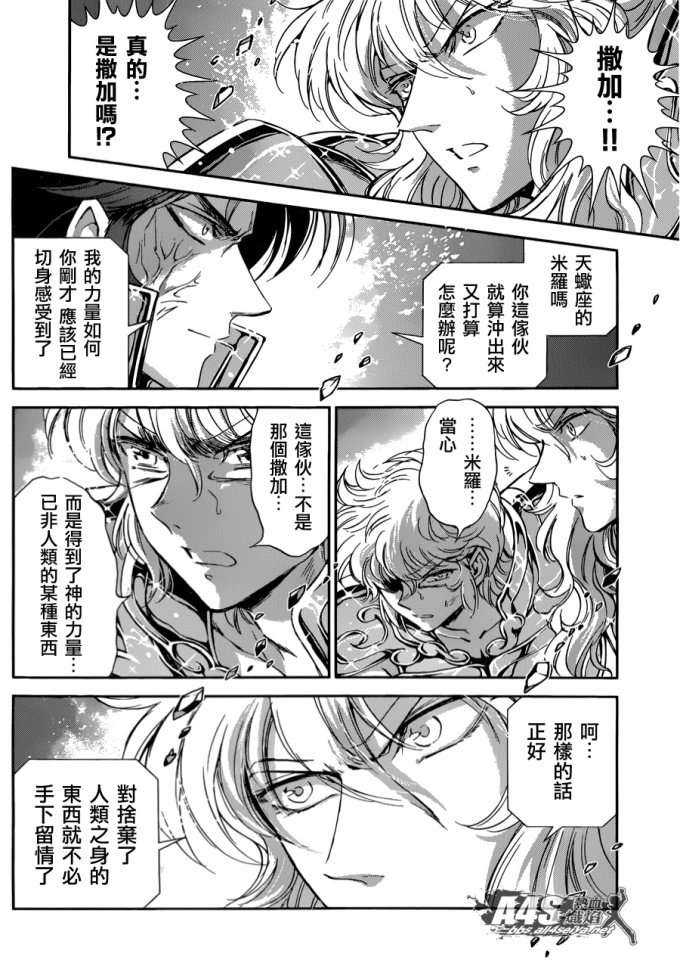 撒加…!!
真的…
是撒加嗎!?
天蠍座的
米羅嗎
你這傢伙
就算沖出來
又打算
怎麼辦呢?
我的力量如何
你剛才 應該已經
切身感受到了
……米羅…
當心
這傢伙…不是
那個撒加…
而是得到了神的力量…
已非人類的某種東西
呵…
那樣的話
正好
對捨棄了
人類之身的
東西就不必
手下留情了
A4S
熱血
熾焰
bbs.all4seiya.net